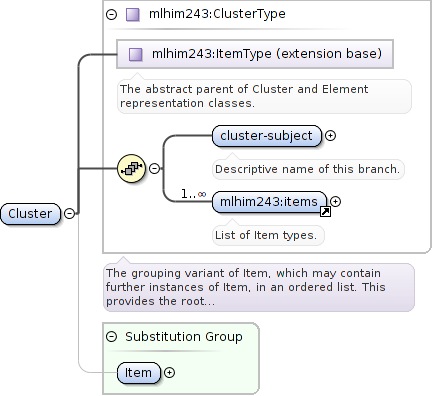 mlhim243:ClusterType
mlhim243:ItemType (extension base)
The abstract parent of Cluster and Element
representation classes.
cluster-subject
Descriptive name of this branch.
1..∞
mlhim243:items
List of Item types.
Cluster
The grouping variant of Item, which may contain
further instances of Item, in an ordered list. This
provides the root...
Substitution Group
Item